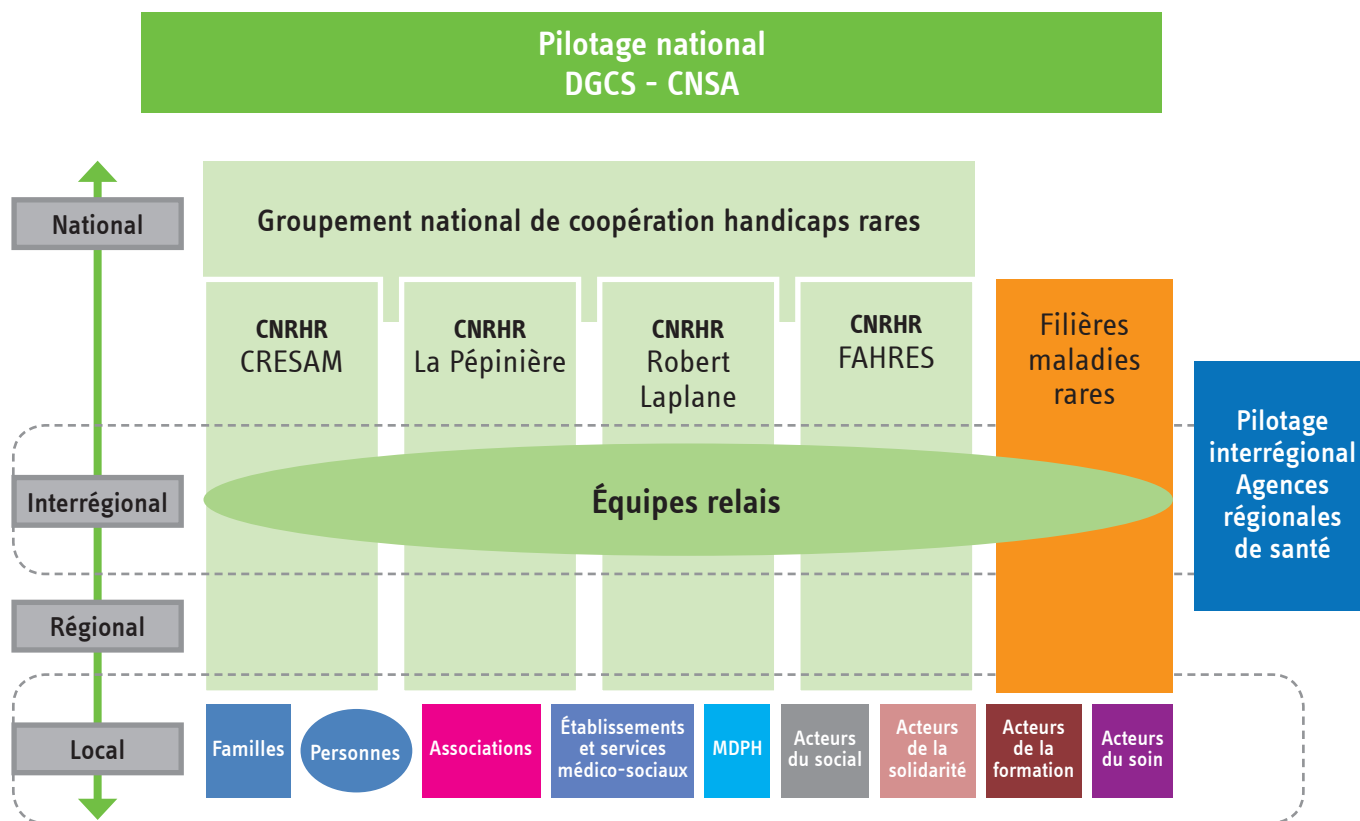 Pilotage national
DGCS - CNSA
National
Groupement national de coopération handicaps rares
CNRHR
CRESAM
CNRHR
La Pépinière
CNRHR
Robert
Laplane
CNRHR
FAHRES
Filières
maladies
rares
Pilotage
interrégional
Agences
régionales
de santé
Interrégional
Équipes relais
Régional
Local
Familles
Personnes
Associations
Établissements
et services
médico-sociaux
MDPH
Acteurs
du social
Acteurs
de la
solidarité
Acteurs
de la
formation
Acteurs
du soin